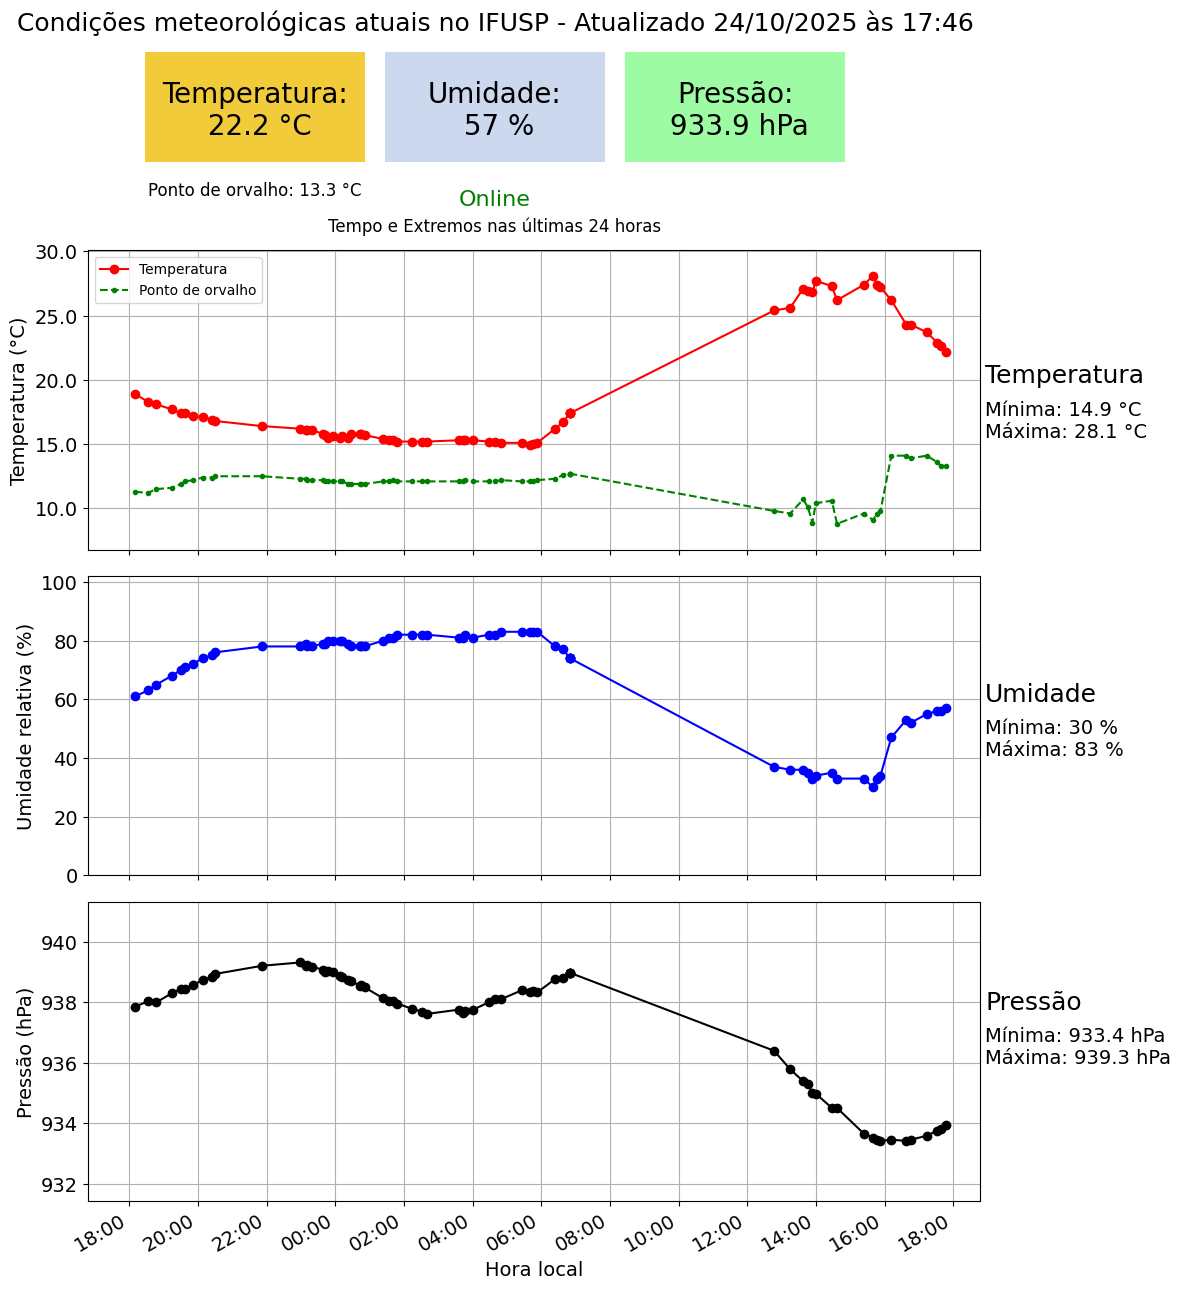 Condições meteorológicas atuais no IFUSP - Atualizado 24/10/2025 às 17:46
Temperatura:
22.2 °C
Umidade:
57 %
Pressão:
933.9 hPa
Ponto de orvalho: 13.3 °C
Online
Tempo e Extremos nas últimas 24 horas
Temperatura (°C)
30.0
25.0
20.0
15.0
10.0
Temperatura
Ponto de orvalho
Temperatura
Mínima: 14.9 °C
Máxima: 28.1 °C
Umidade relativa (%)
100
80
60
40
20
0
Umidade
Mínima: 30 %
Máxima: 83 %
Pressão (hPa)
940
938
936
934
932
Pressão
Mínima: 933.4 hPa
Máxima: 939.3 hPa
18:00
20:00
22:00
00:00
02:00
04:00
06:00
08:00
10:00
12:00
14:00
16:00
18:00
Hora local